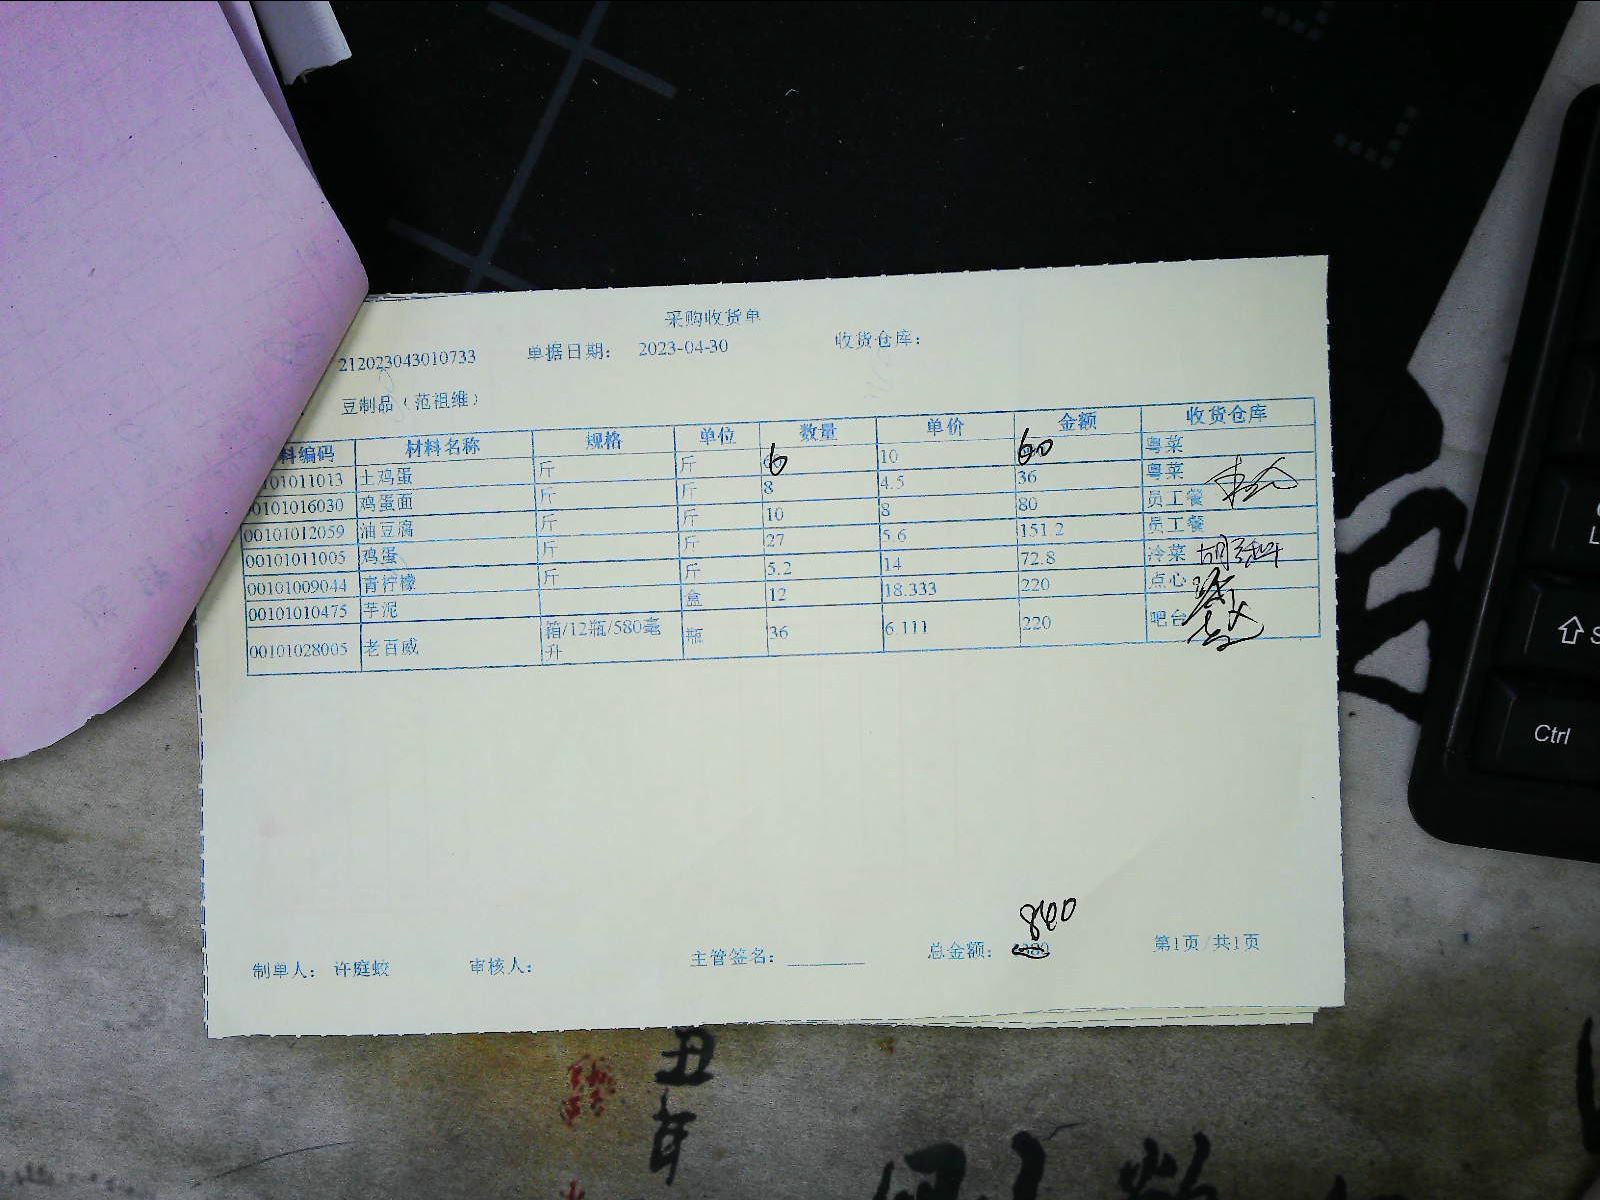 采购收货单
212023043010733 单据日期： 2023-04-30 收货仓库：
豆制品（范祖维）
料编码 材料名称 规格 单位 数量 单价 金额 收货仓库
101011013 土鸡蛋 斤 斤 6 10 60 粤菜
00101016030 鸡蛋面 斤 斤 8 4.5 36 粤菜
00101012059 油豆腐 斤 斤 10 8 80 员工餐
00101011005 鸡蛋 斤 斤 27 5.6 151.2 员工餐
00101009044 青柠檬 斤 斤 5.2 14 72.8 冷菜
00101010475 芋泥 盒 12 18.333 220 点心
00101028005 老百威 箱/12瓶/580毫升 瓶 36 6.111 220 吧台
840
制单人： 许庭蛟 审核人： 主管签名： 总金额： 第1页/共1页
丑
年
Ctrl